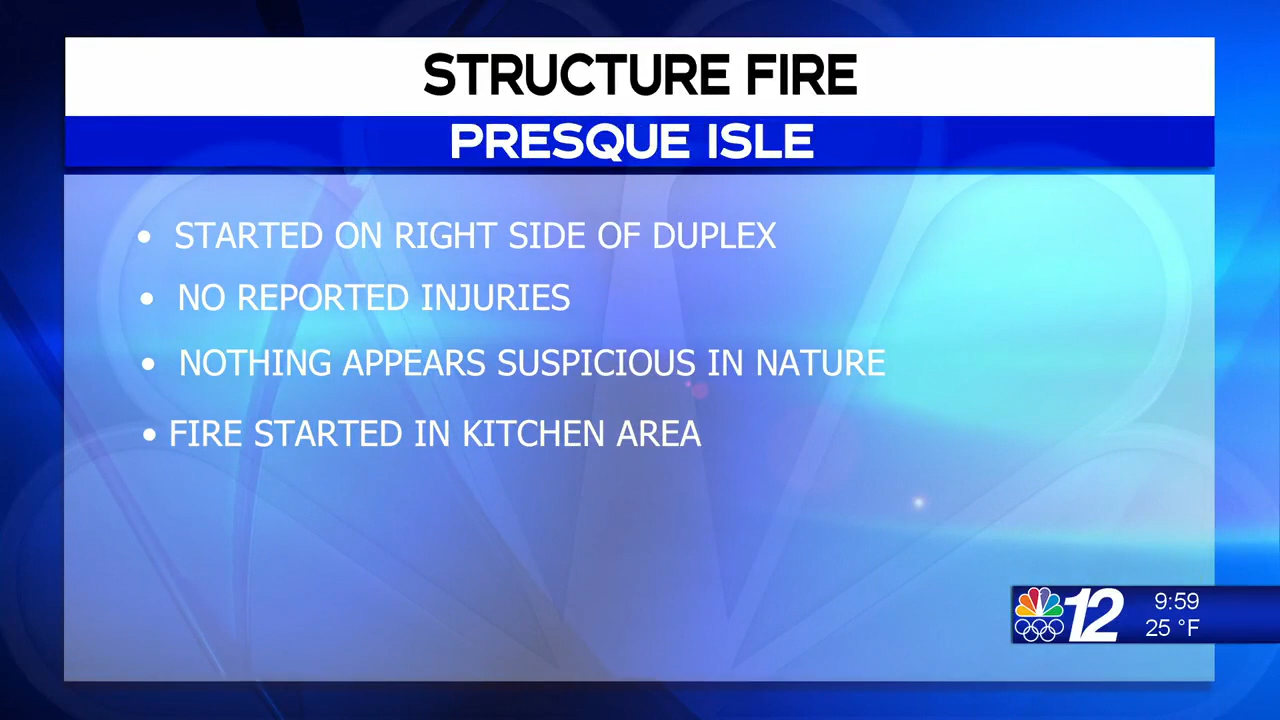 STRUCTURE FIRE
PRESQUE ISLE
• STARTED ON RIGHT SIDE OF DUPLEX
• NO REPORTED INJURIES
• NOTHING APPEARS SUSPICIOUS IN NATURE
• FIRE STARTED IN KITCHEN AREA
12
9:59
25 °F